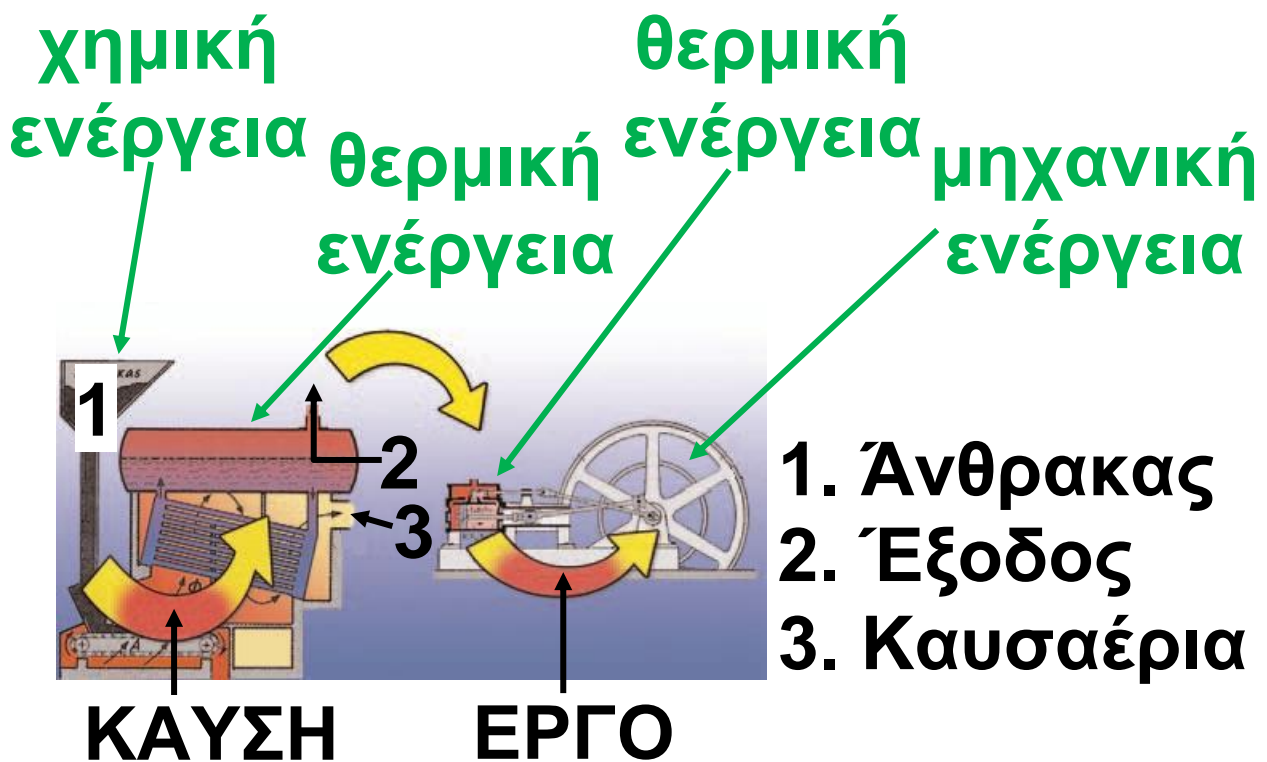 χημική
ενέργεια
θερμική
ενέργεια
θερμική
ενέργεια
μηχανική
ενέργεια
1
2
3
Φ
A
1. Άνθρακας
2. Έξοδος
3. Καυσαέρια
ΚΑΥΣΗ
ΕΡΓΟ